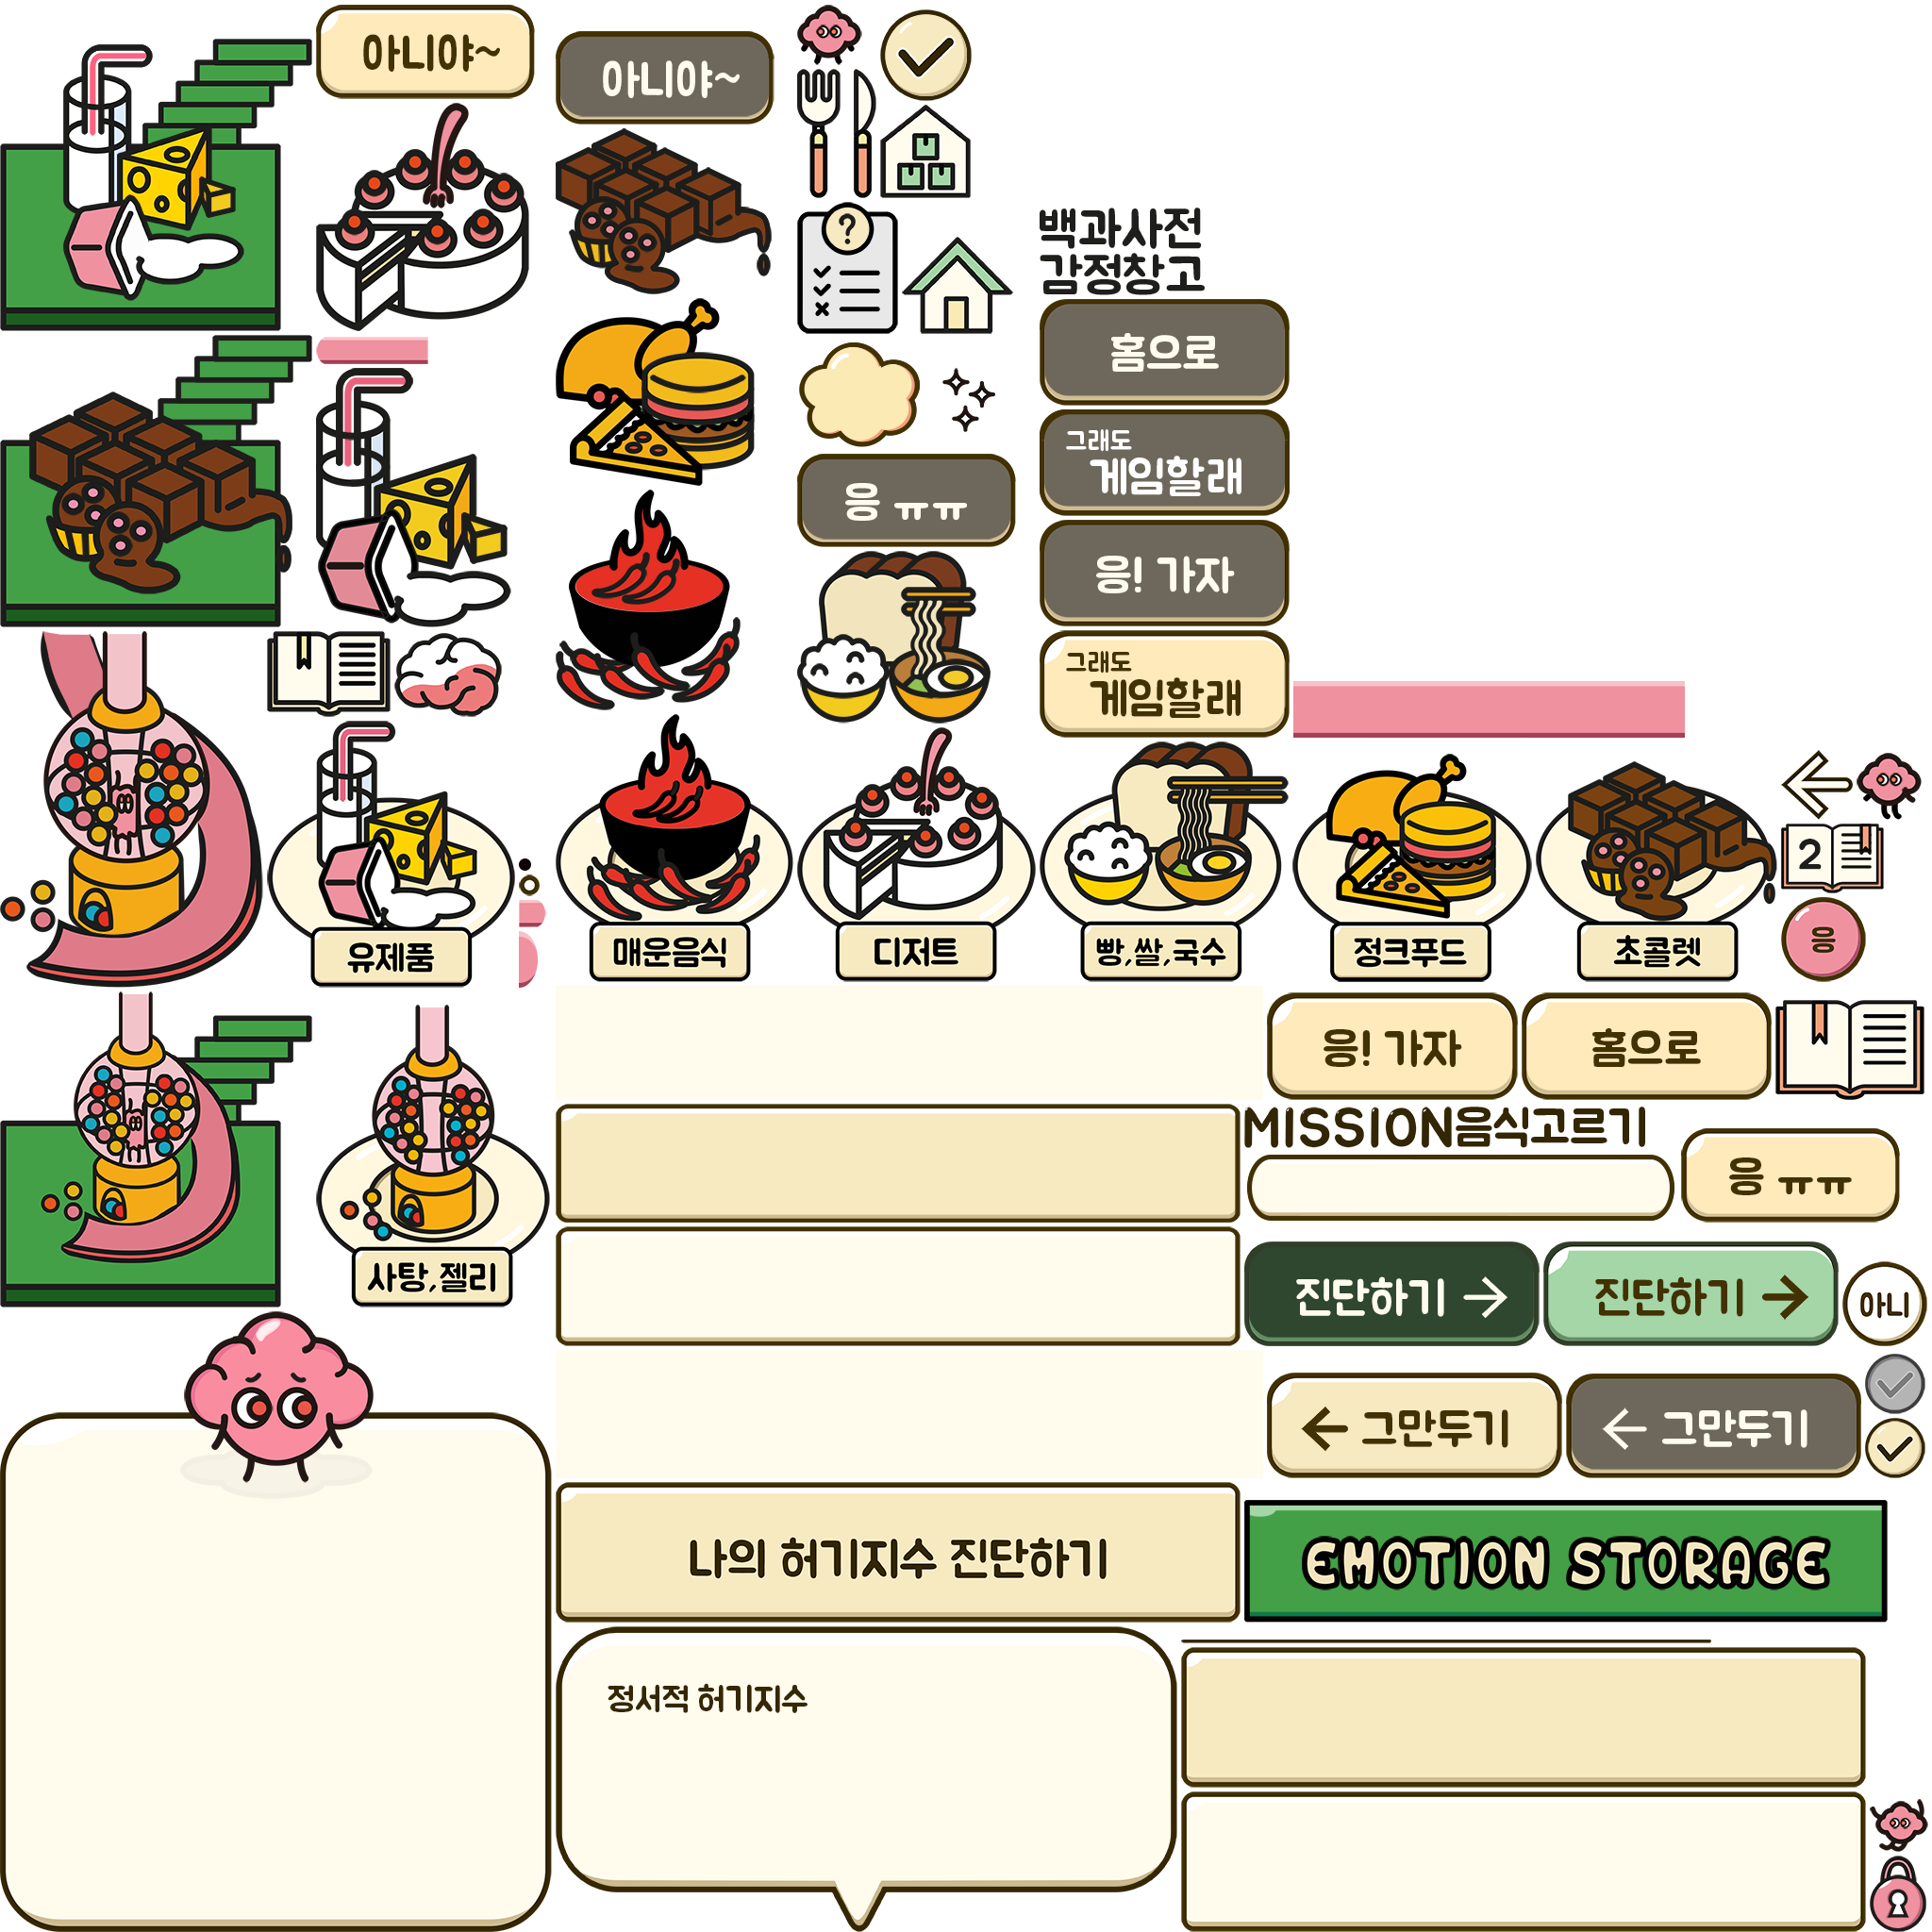 아니야~
아니야~
?
백과사전
감정창고
홈으로
그래도
게임할래
응 ㅠㅠ
응! 가자
그래도
게임할래
2
응
유제품
매운음식
디저트
빵,쌀,국수
정크푸드
초콜렛
응! 가자
홈으로
MISSION음식고르기
응 ㅠㅠ
사탕,젤리
진단하기 →
진단하기 →
아니
← 그만두기
← 그만두기
나의 허기지수 진단하기
EMOTION STORAGE
정서적 허기지수